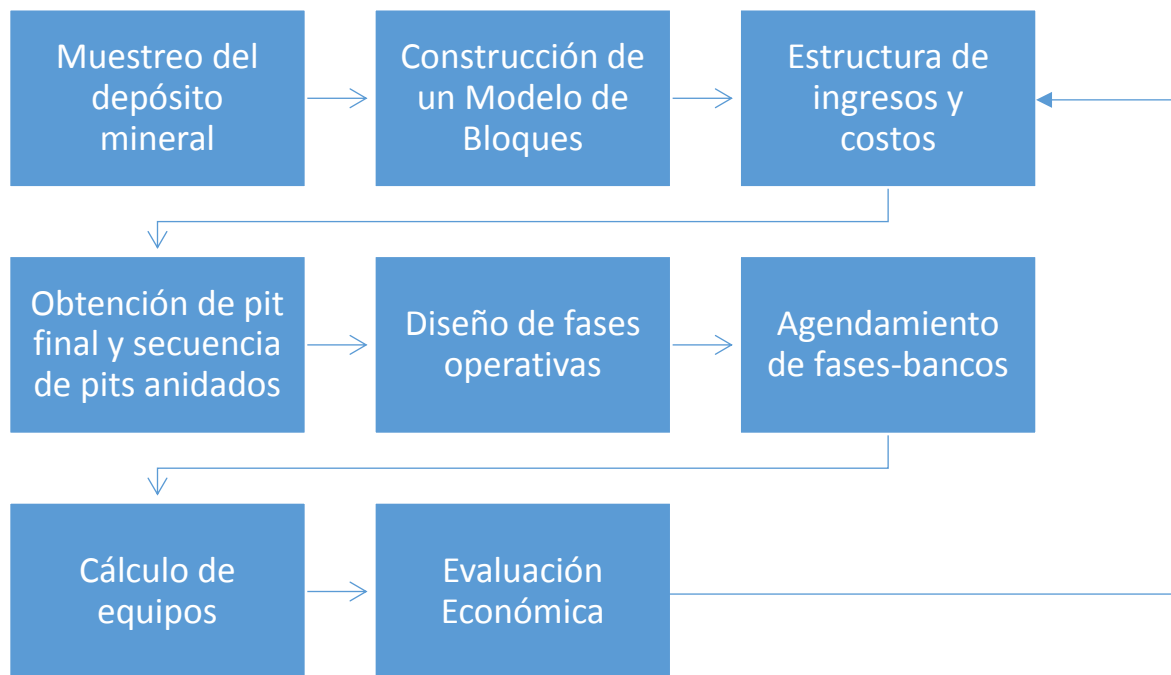 Muestreo del
depósito
mineral
Construcción de
un Modelo de
Bloques
Estructura de
ingresos y
costos
Obtención de pit
final y secuencia
de pits anidados
Diseño de fases
operativas
Agendamiento
de fases-bancos
Cálculo de
equipos
Evaluación
Económica